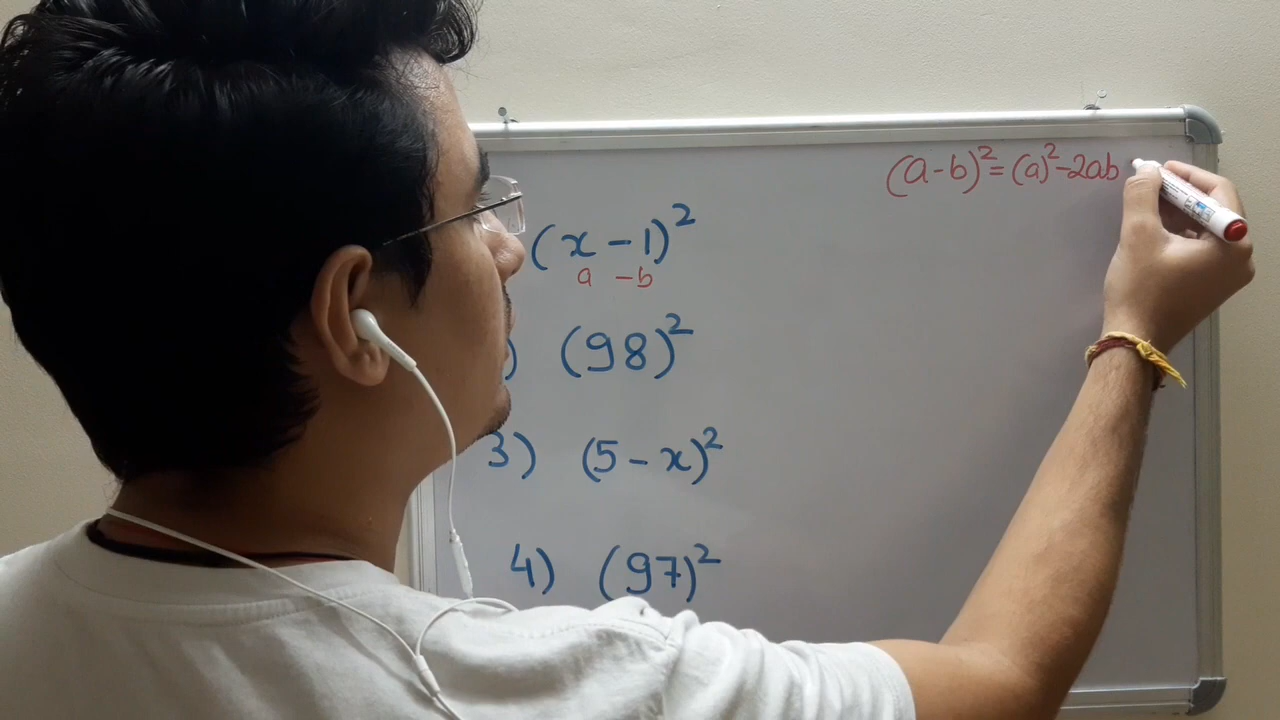 (a-b)²=(a)²-2ab
(x-1)²
a -b
) (98)²
3) (5-x)²
4) (97)²